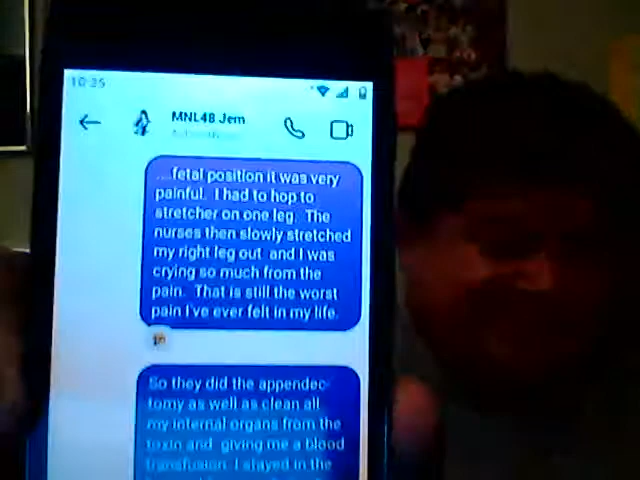 10:35
MNL48 Jem
...fetal position it was very
painful. I had to hop to
stretcher on one leg. The
nurses then slowly stretched
my right leg out and I was
crying so much from the
pain. That is still the worst
pain I've ever felt in my life.
So they did the appendec-
tomy as well as clean all
my internal organs from the
toxin and giving me a blood
transfusion. I stayed in the